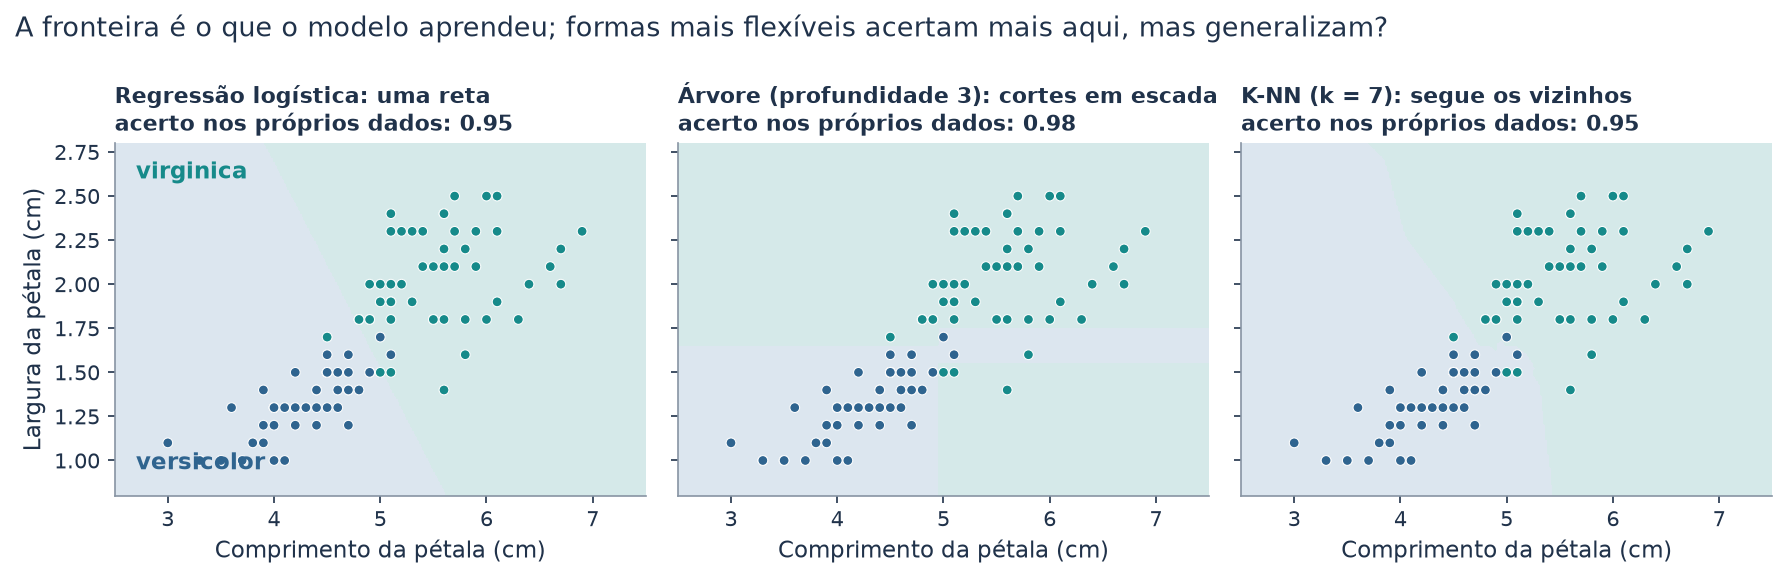 A fronteira é o que o modelo aprendeu; formas mais flexíveis acertam mais aqui, mas generalizam?
Regressão logística: uma reta
acerto nos próprios dados: 0.95
Árvore (profundidade 3): cortes em escada
acerto nos próprios dados: 0.98
K-NN (k = 7): segue os vizinhos
acerto nos próprios dados: 0.95
Largura da pétala (cm)
2.75
2.50
2.25
2.00
1.75
1.50
1.25
1.00
virginica
versicolor
3 4 5 6 7
Comprimento da pétala (cm)
3 4 5 6 7
Comprimento da pétala (cm)
3 4 5 6 7
Comprimento da pétala (cm)